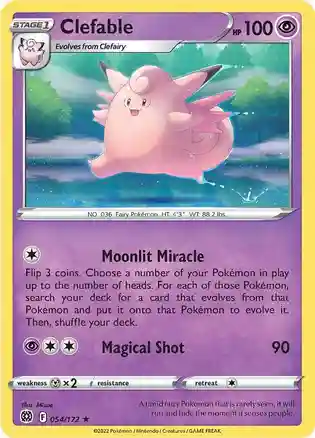 STAGE 1
Clefable
HP 100
Evolves from Clefairy
NO. 036 Fairy Pokémon HT: 4'3" WT: 88.2 lbs.
Moonlit Miracle
Flip 3 coins. Choose a number of your Pokémon in play
up to the number of heads. For each of those Pokémon,
search your deck for a card that evolves from that
Pokémon and put it onto that Pokémon to evolve it.
Then, shuffle your deck.
Magical Shot 90
weakness ×2 resistance retreat
A timid fairy Pokémon that is rarely seen, it will
run and hide the moment it senses people.
Illus.
F 054/172 ★
©2022 Pokémon / Nintendo / Creatures / GAME FREAK.